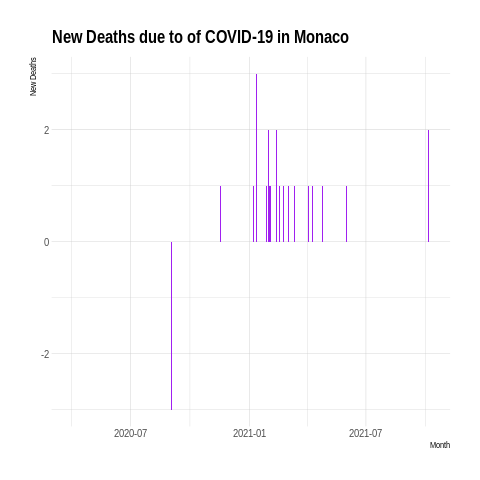 New Deaths due to of COVID-19 in Monaco
New Deaths
2
0
-2
2020-07
2021-01
2021-07
Month